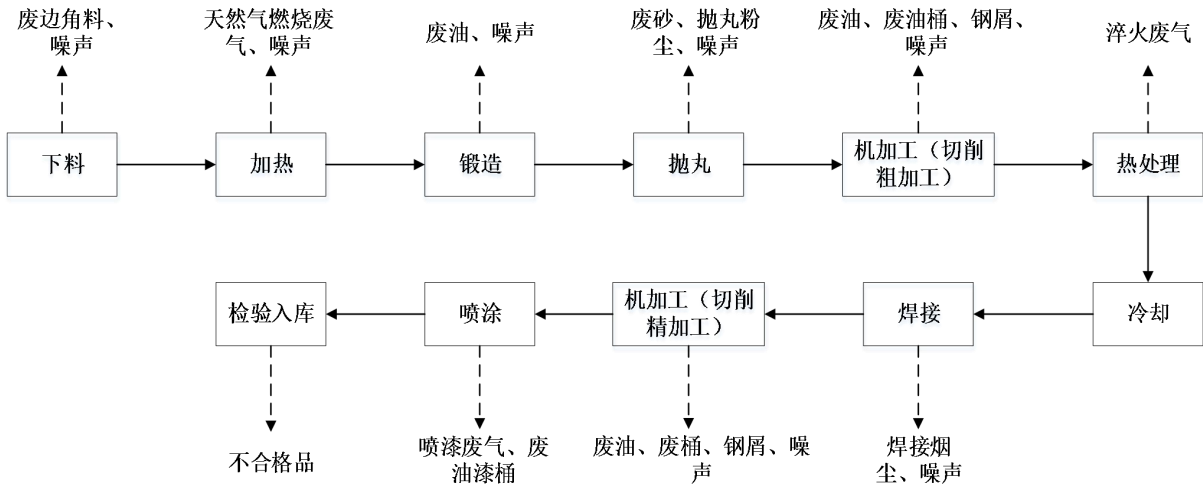 废边角料、
噪声
天然气燃烧废
气、噪声
废油、噪声
废砂、抛丸粉
尘、噪声
废油、废油桶、钢屑、
噪声
淬火废气
下料
加热
锻造
抛丸
机加工（切削
粗加工）
热处理
检验入库
喷涂
机加工（切削
精加工）
焊接
冷却
不合格品
喷漆废气、废
油漆桶
废油、废桶、钢屑、噪
声
焊接烟
尘、噪声